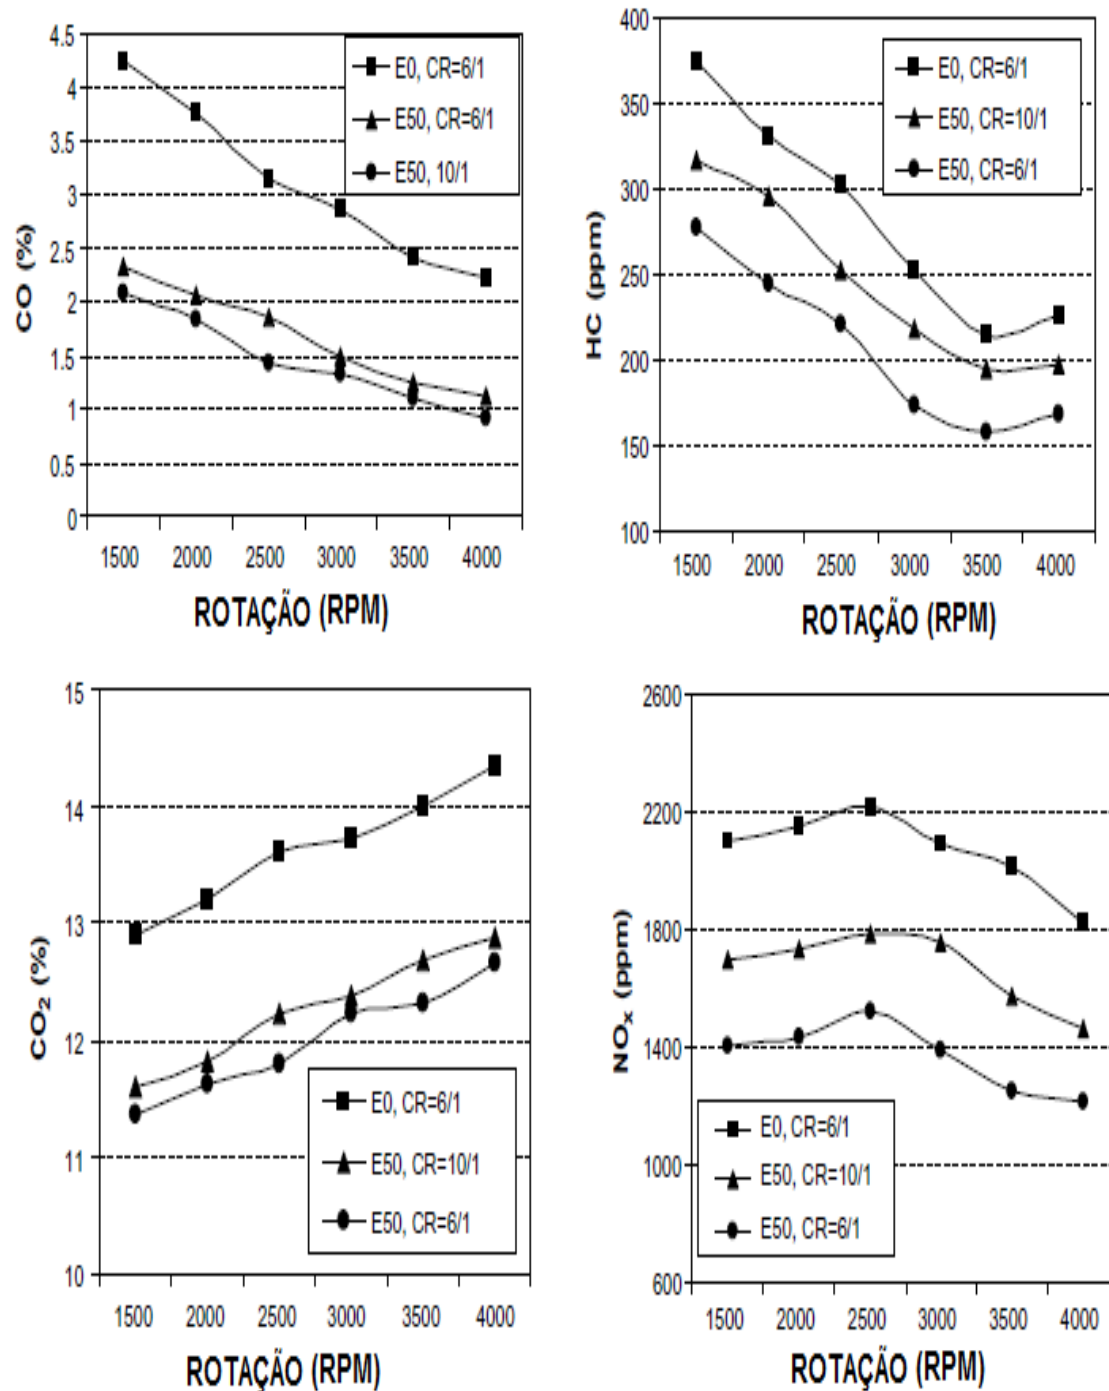 4.5
4
3.5
3
2.5
2
1.5
1
0.5
0
CO (%)
E0, CR=6/1
E50, CR=6/1
E50, 10/1
1500 2000 2500 3000 3500 4000
ROTAÇÃO (RPM)
400
350
300
250
200
150
100
HC (ppm)
E0, CR=6/1
E50, CR=10/1
E50, CR=6/1
1500 2000 2500 3000 3500 4000
ROTAÇÃO (RPM)
15
14
13
12
11
10
CO₂ (%)
E0, CR=6/1
E50, CR=10/1
E50, CR=6/1
1500 2000 2500 3000 3500 4000
ROTAÇÃO (RPM)
2600
2200
1800
1400
1000
600
NOₓ (ppm)
E0, CR=6/1
E50, CR=10/1
E50, CR=6/1
1500 2000 2500 3000 3500 4000
ROTAÇÃO (RPM)